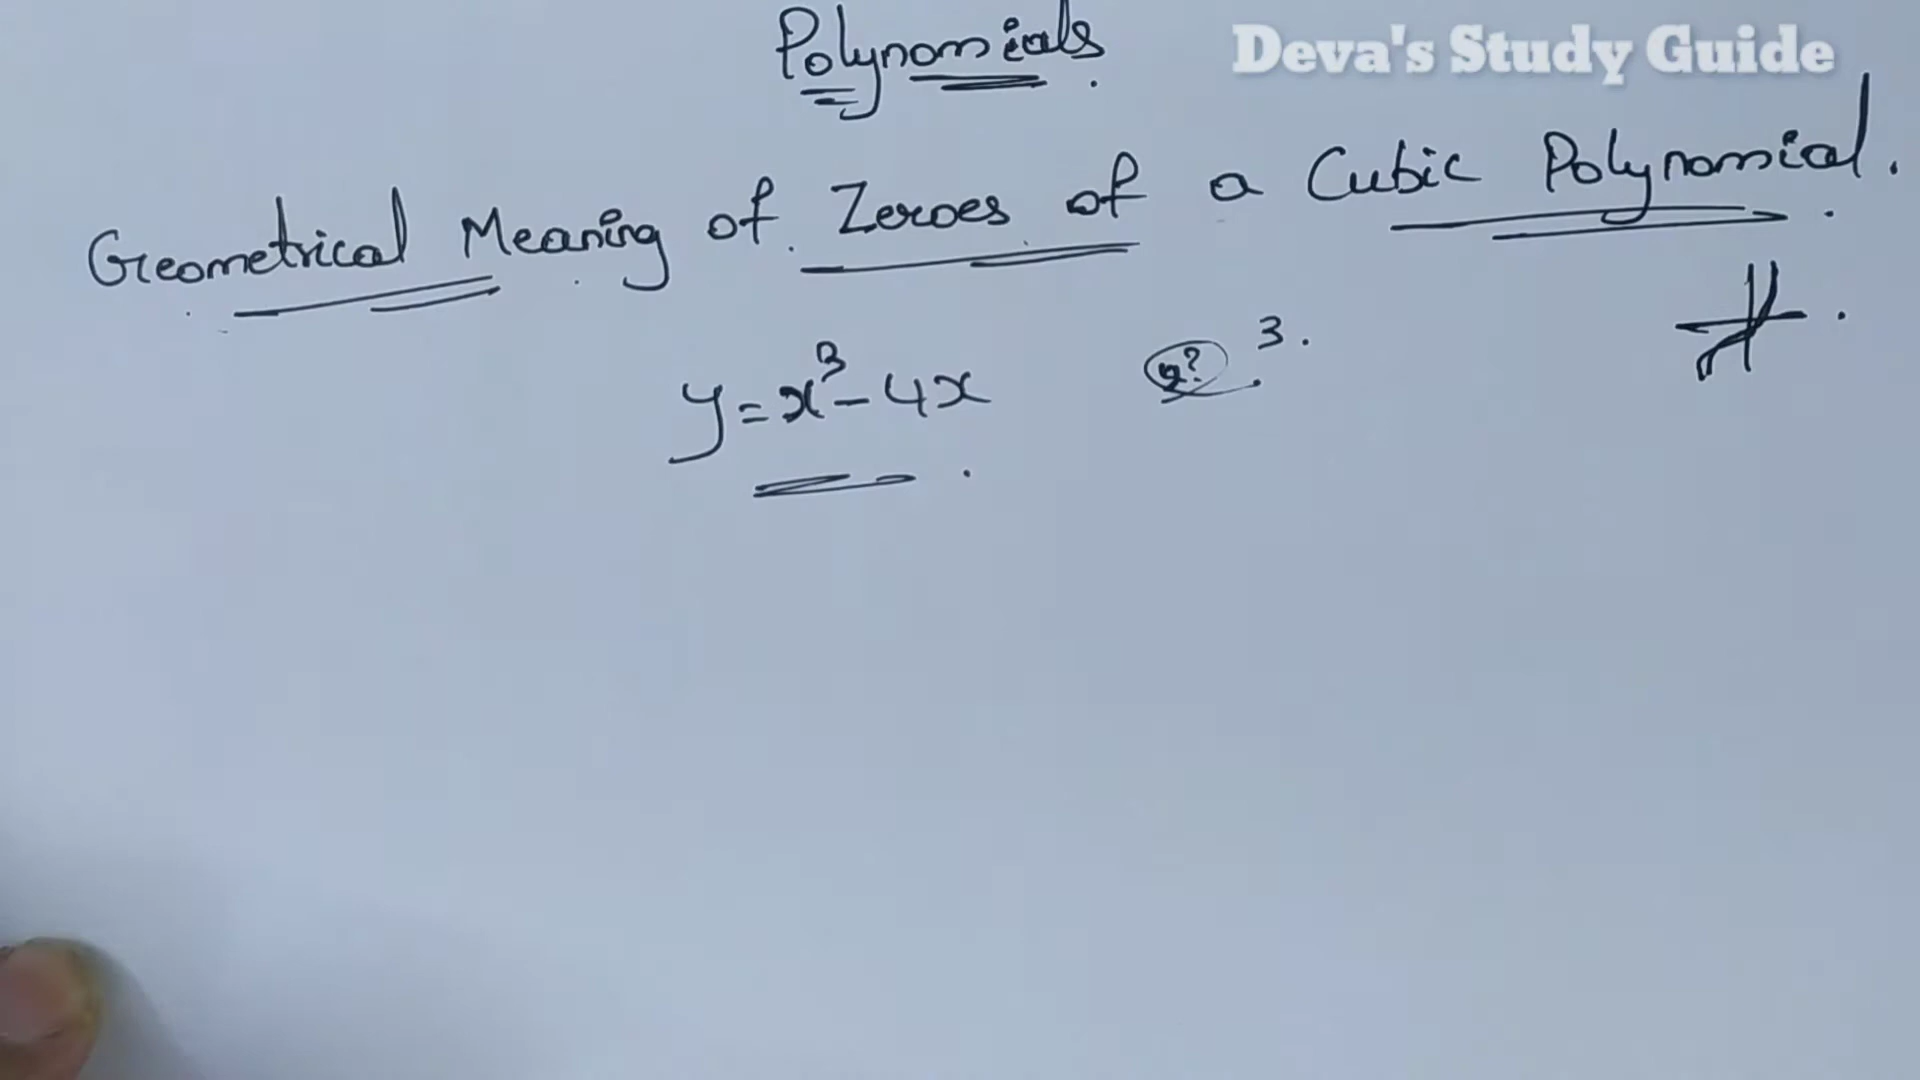 Polynomials
Deva's Study Guide
Geometrical Meaning of Zeroes of a Cubic Polynomial.
y = x³ - 4x
3.